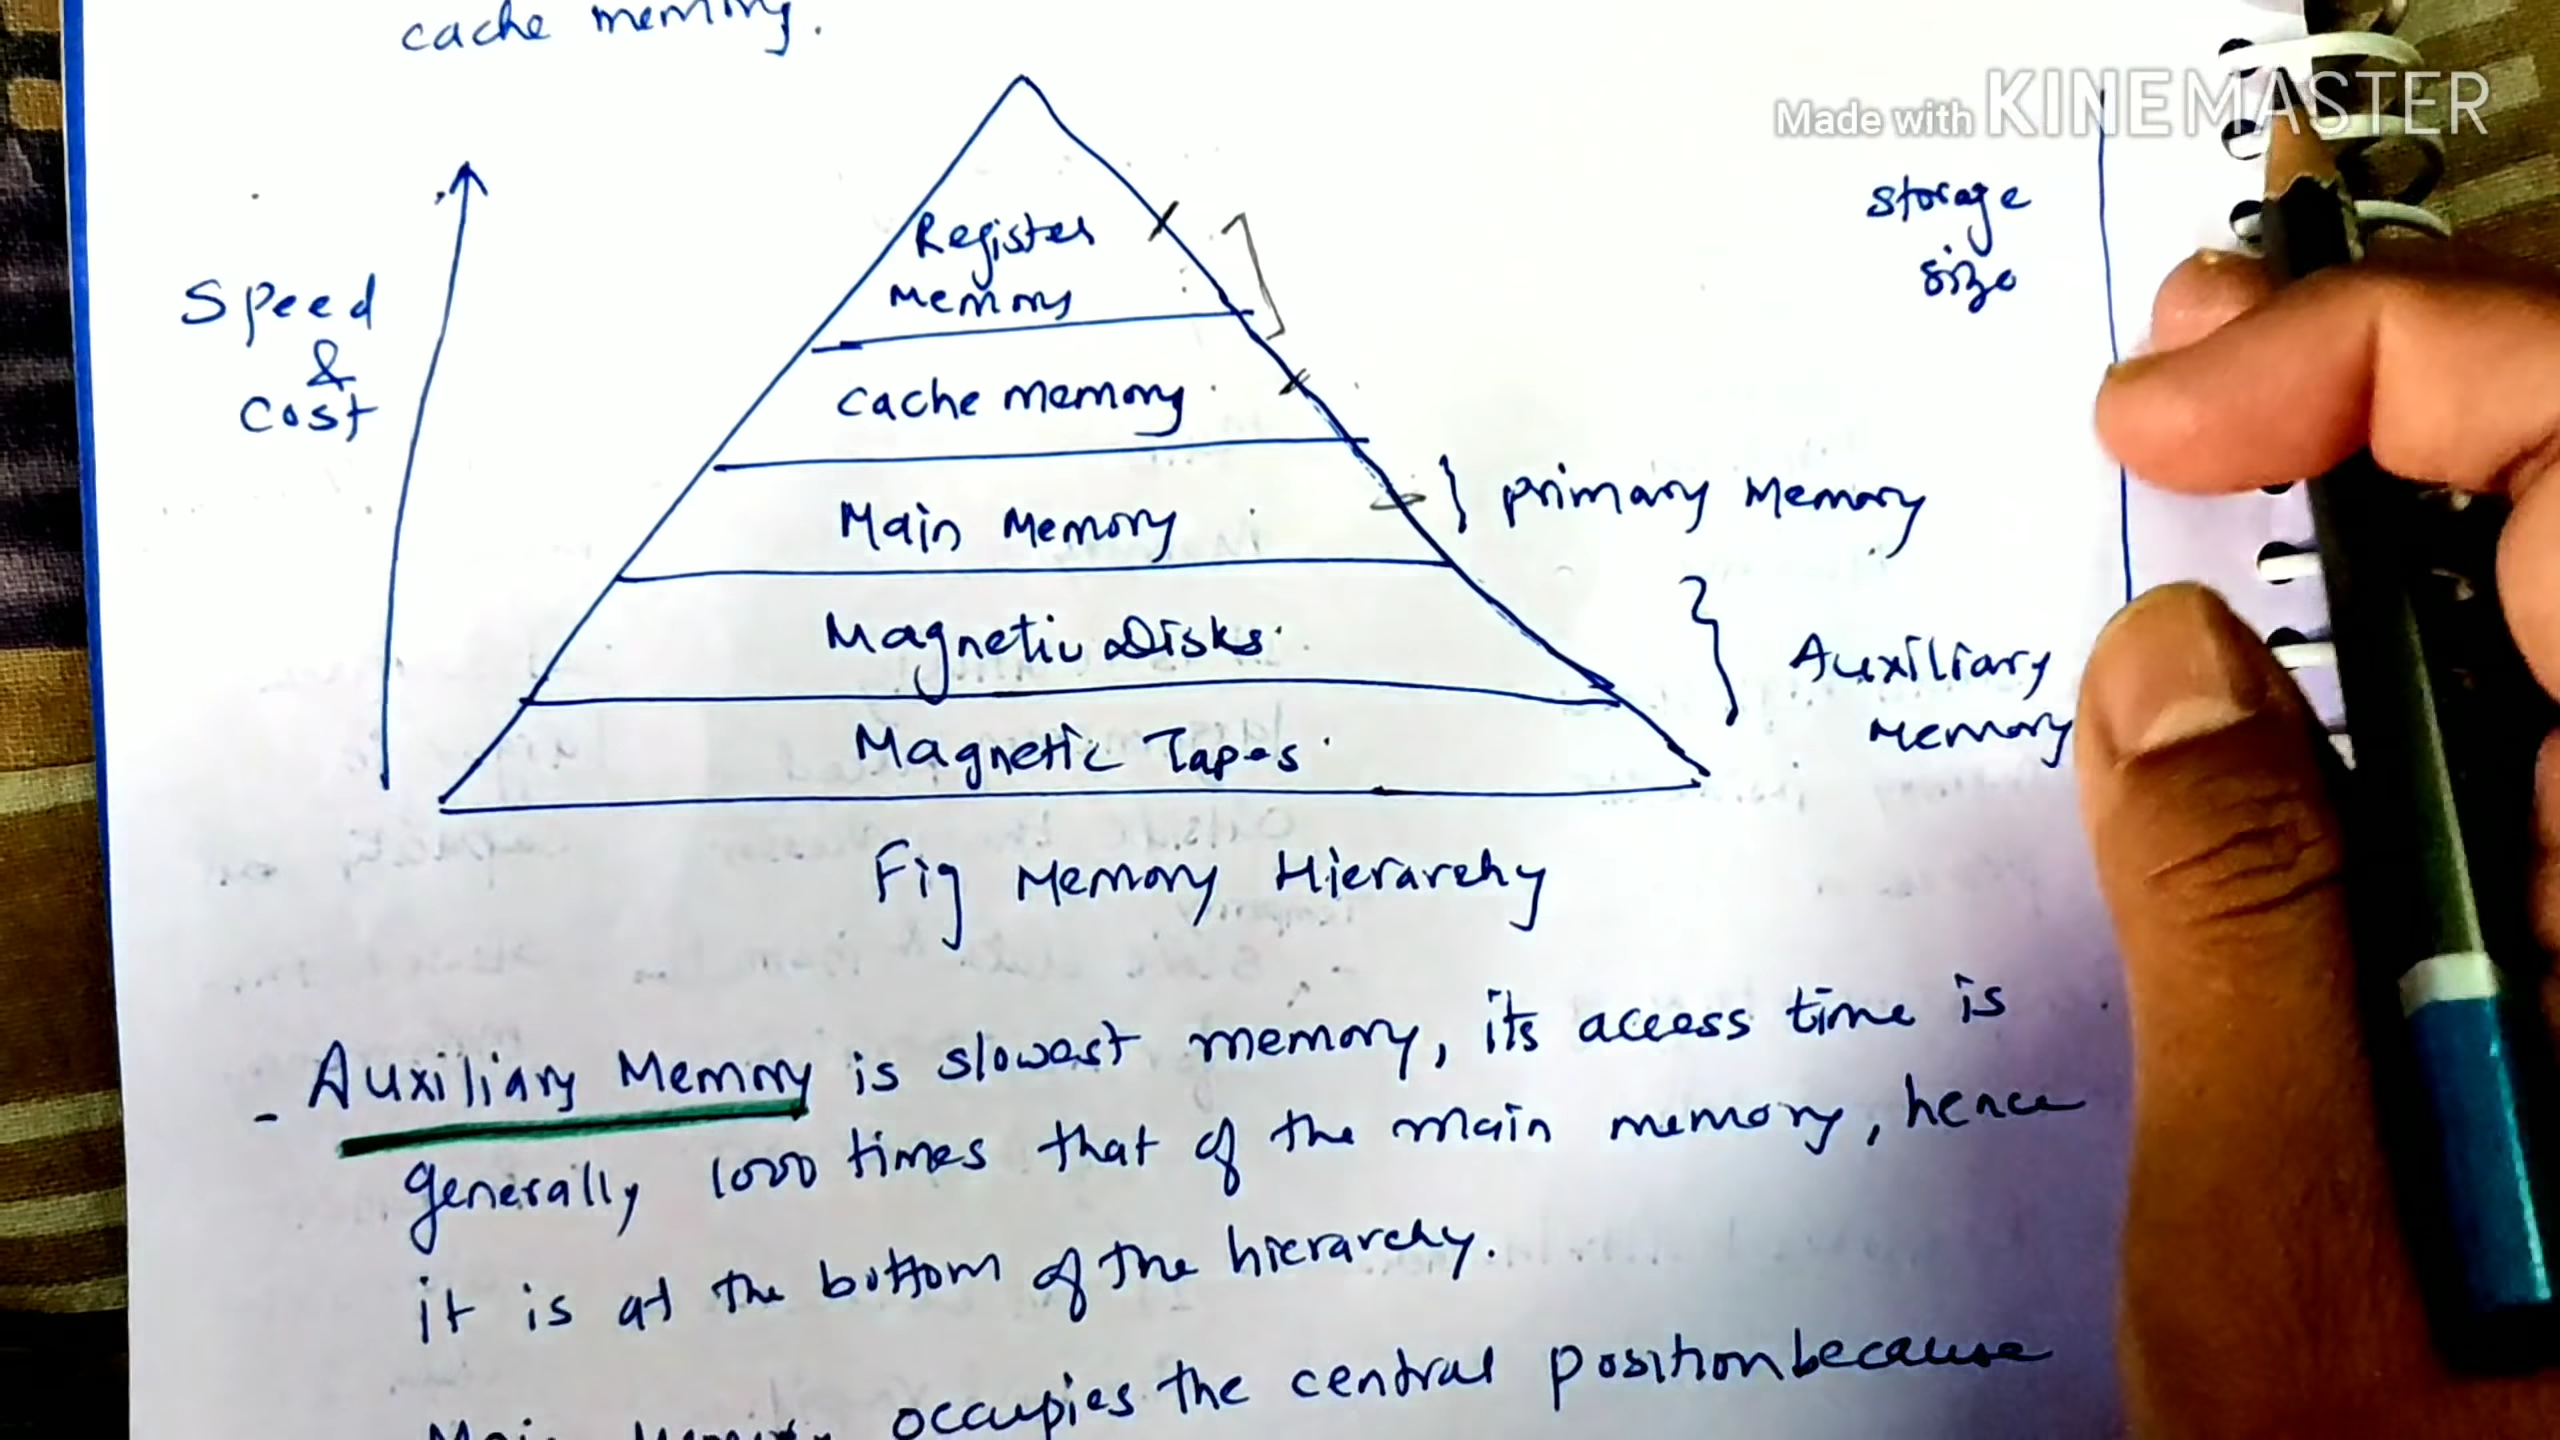 cache memory.
Made with KINEMASTER
Speed
&
Cost
storage
size
Register
Memory
Cache memory
Main Memory
} primary Memory
Magnetic Disks
} Auxiliary
Memory
Magnetic Tapes
Fig Memory Hierarchy
- Auxiliary Memory is slowest memory, its access time is
generally 1000 times that of the main memory, hence
it is at the bottom of the hierarchy.
Main Memory occupies the central position because